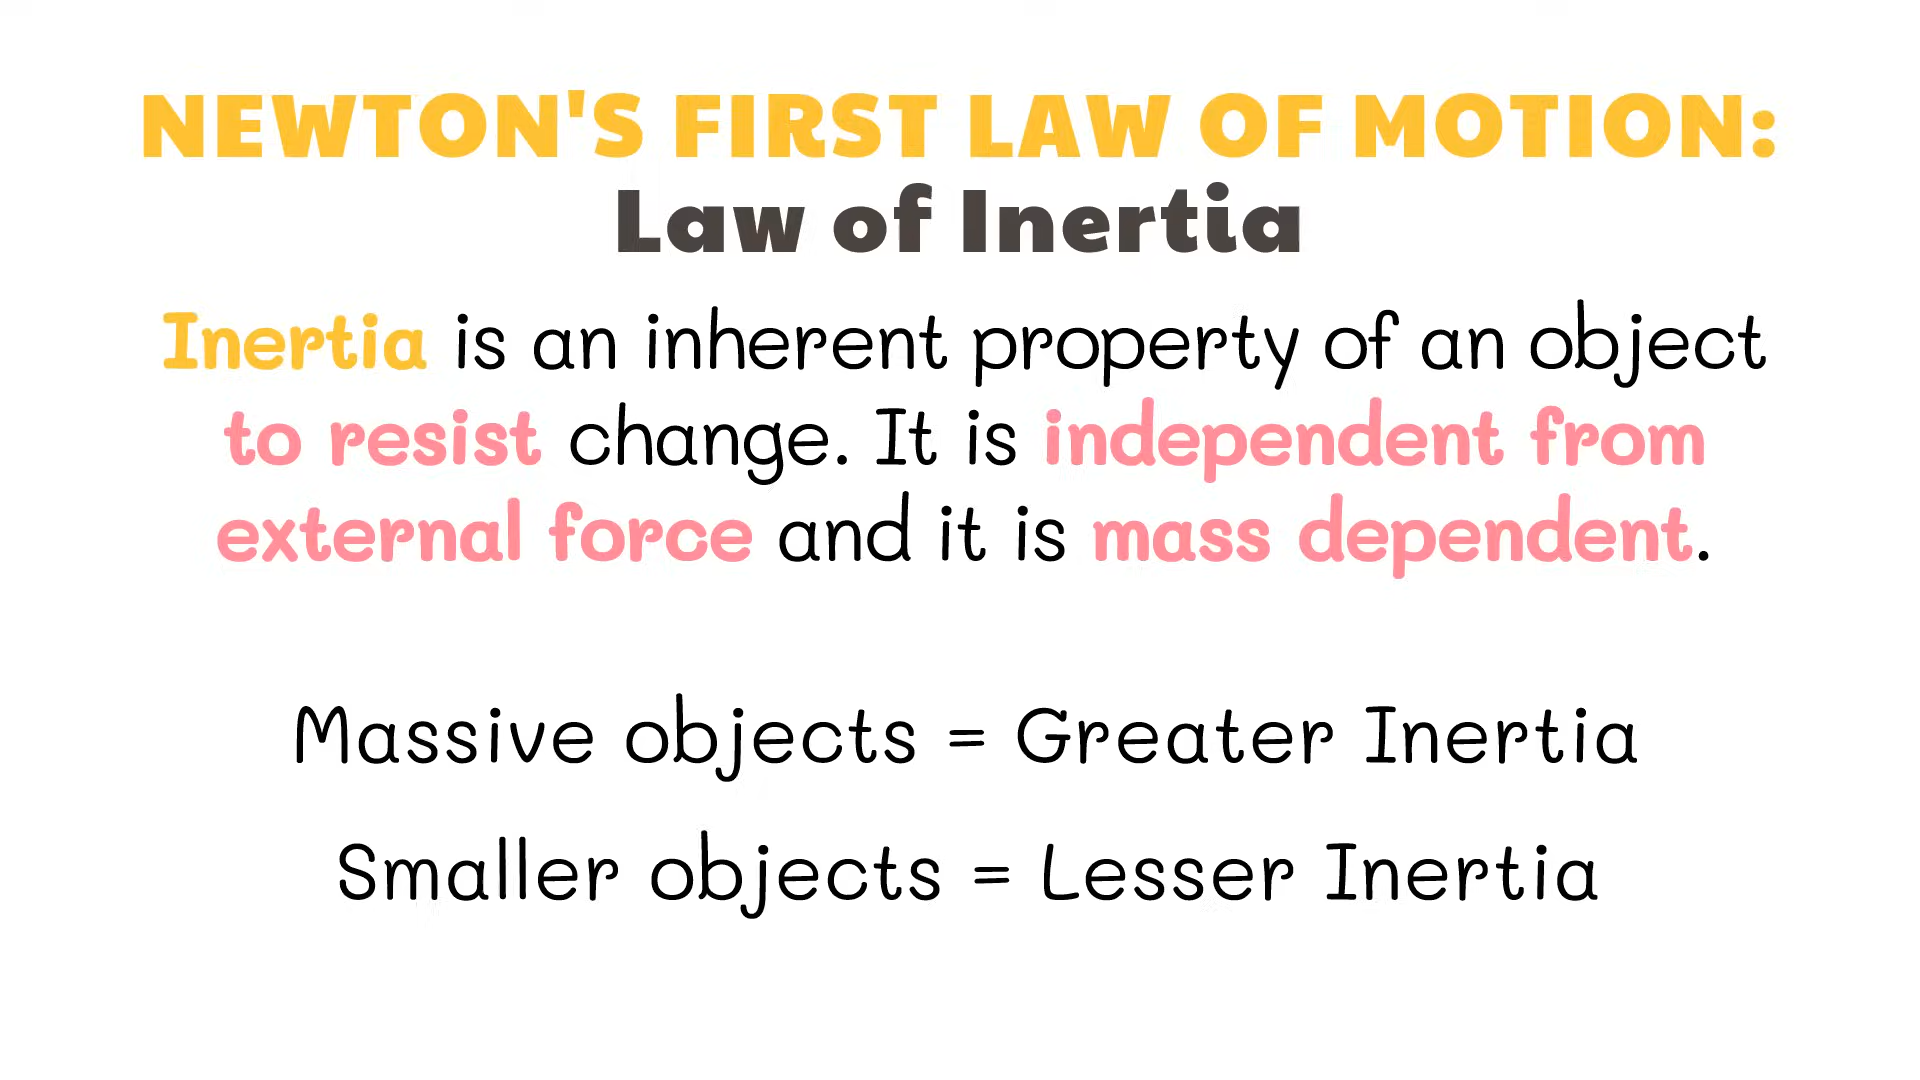 NEWTON'S FIRST LAW OF MOTION:
Law of Inertia
Inertia is an inherent property of an object
to resist change. It is independent from
external force and it is mass dependent.
Massive objects = Greater Inertia
Smaller objects = Lesser Inertia